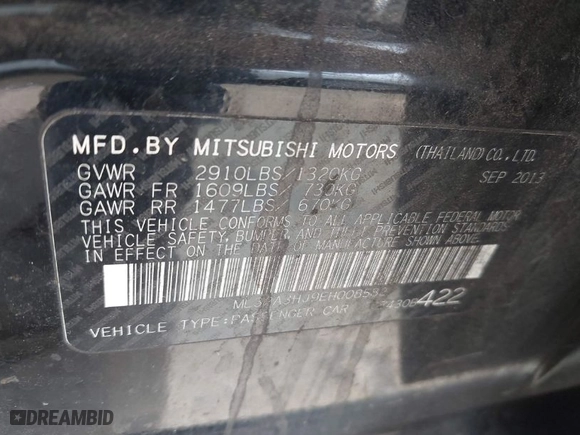 MFD. BY MITSUBISHI MOTORS (THAILAND) CO., LTD.
GVWR 2910LBS/1320KG SEP 2013
GAWR FR 1609LBS/ 730KG
GAWR RR 1477LBS/ 670KG
THIS VEHICLE CONFORMS TO ALL APPLICABLE FEDERAL MOTOR
VEHICLE SAFETY, BUMPER, AND THEFT PREVENTION STANDARDS
IN EFFECT ON THE DATE OF MANUFACTURE SHOWN ABOVE.
VEHICLE TYPE:PASSENGER CAR 422
DREAMBID